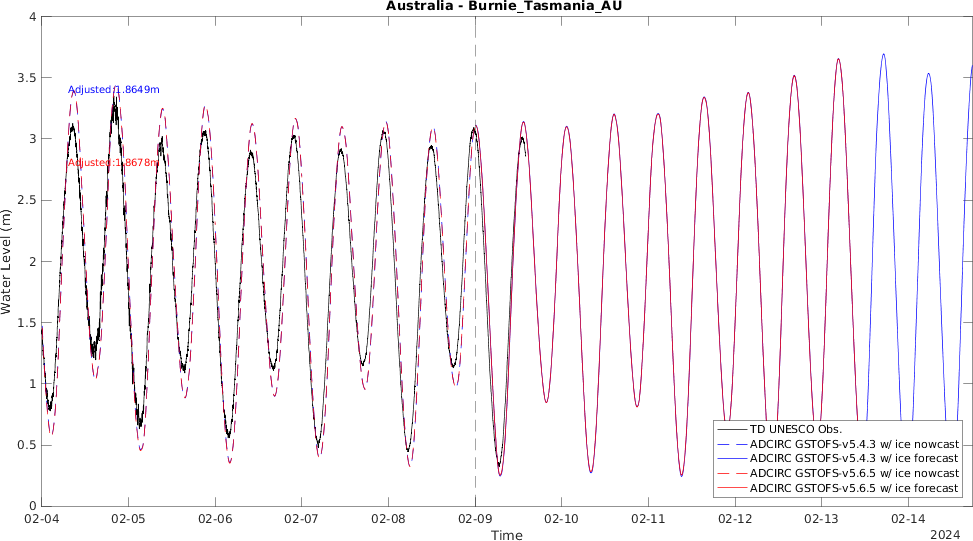 Australia - Burnie_Tasmania_AU
4
3.5
3
2.5
2
1.5
1
0.5
0
Water Level (m)
Adjusted:1.8649m
Adjusted:1.8678m
TD UNESCO Obs.
ADCIRC GSTOFS-v5.4.3 w/ ice nowcast
ADCIRC GSTOFS-v5.4.3 w/ ice forecast
ADCIRC GSTOFS-v5.6.5 w/ ice nowcast
ADCIRC GSTOFS-v5.6.5 w/ ice forecast
02-04 02-05 02-06 02-07 02-08 02-09 02-10 02-11 02-12 02-13 02-14
Time
2024